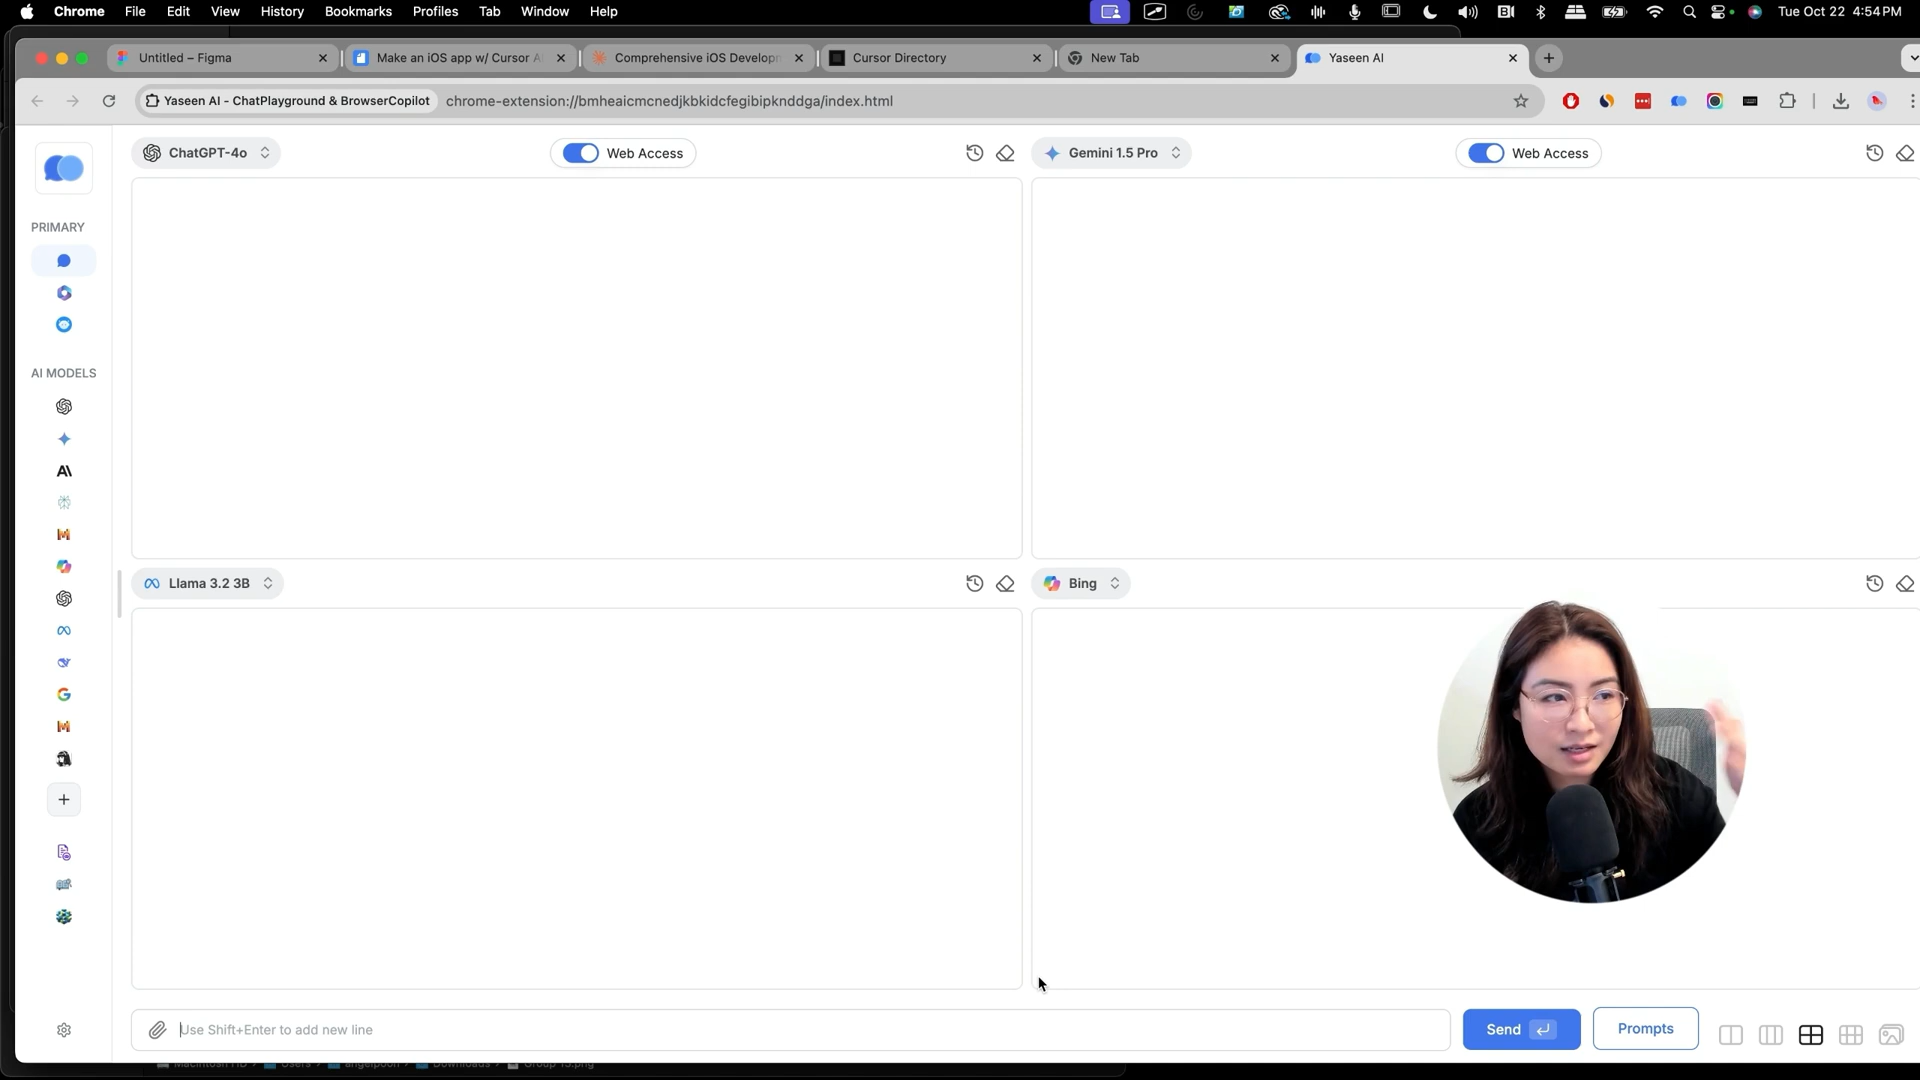 Chrome File Edit View History Bookmarks Profiles Tab Window Help Tue Oct 22 4:54 PM
Untitled – Figma Make an iOS app w/ Cursor A Comprehensive iOS Develop Cursor Directory New Tab Yaseen AI
Yaseen AI - ChatPlayground & BrowserCopilot chrome-extension://bmheaicmcnedjkbkidcfegibipknddga/index.html
ChatGPT-4o Web Access Gemini 1.5 Pro Web Access
PRIMARY
AI MODELS
Llama 3.2 3B Bing
Use Shift+Enter to add new line Send Prompts